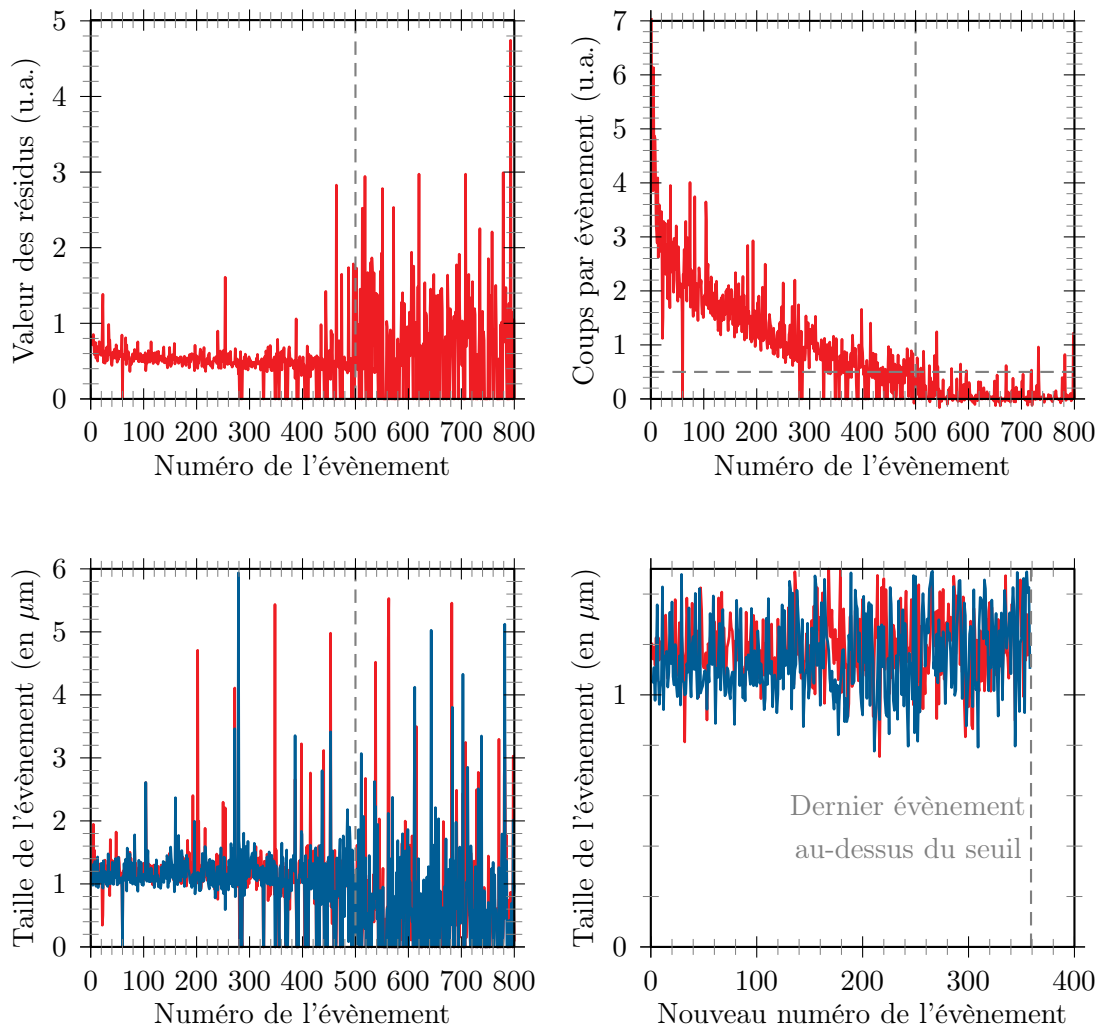 5
4
3
2
1
0
Valeur des résidus (u.a.)
0 100 200 300 400 500 600 700 800
Numéro de l'évènement
7
6
5
4
3
2
1
0
Coups par évènement (u.a.)
0 100 200 300 400 500 600 700 800
Numéro de l'évènement
6
5
4
3
2
1
0
Taille de l'évènement (en μm)
0 100 200 300 400 500 600 700 800
Numéro de l'évènement
1
0
Taille de l'évènement (en μm)
Dernier évènement
au-dessus du seuil
0 100 200 300 400
Nouveau numéro de l'évènement